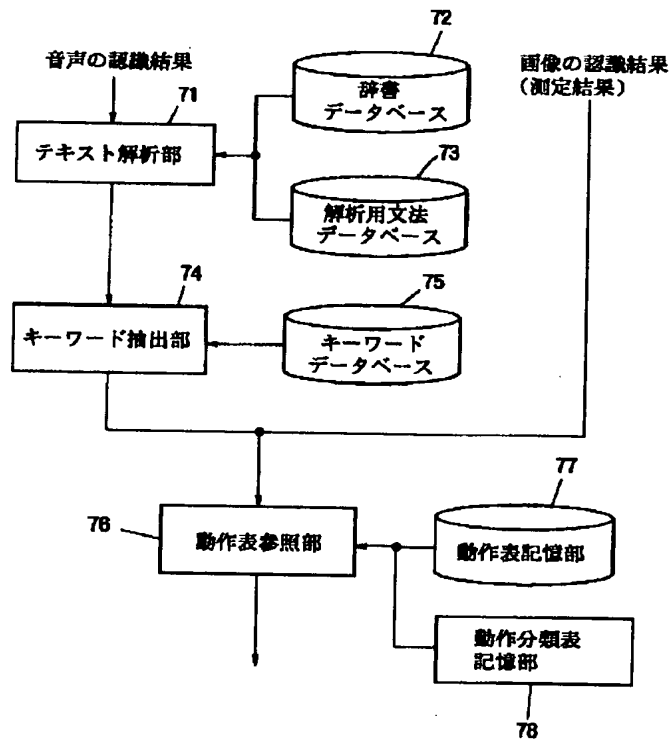 音声の認識結果
画像の認識結果
(測定結果)
71
テキスト解析部
72
辞書
データベース
73
解析用文法
データベース
74
キーワード抽出部
75
キーワード
データベース
76
動作表参照部
77
動作表記憶部
動作分類表
記憶部
78